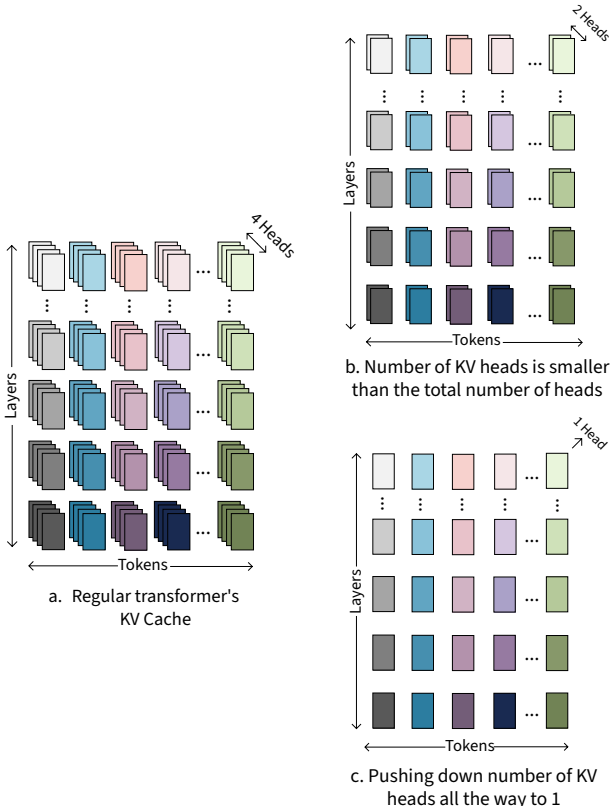 4 Heads
Layers
...
...
...
...
...
Tokens
a. Regular transformer's
KV Cache
2 Heads
Layers
...
...
...
...
...
Tokens
b. Number of KV heads is smaller
than the total number of heads
1 Head
Layers
...
...
...
...
...
Tokens
c. Pushing down number of KV
heads all the way to 1